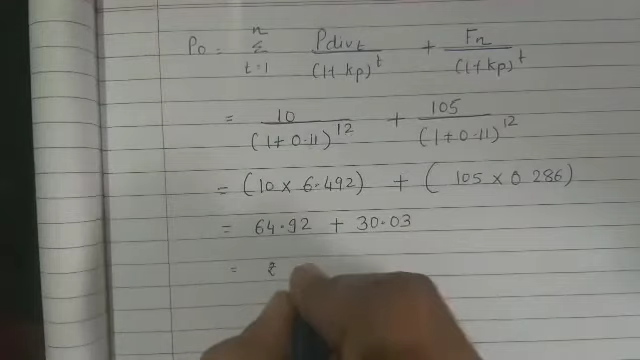 P0 = n Σ t=1 Pdivt/(1+kp)^t + Fn/(1+kp)^t
= 10/(1+0.11)^12 + 105/(1+0.11)^12
= (10 × 6.492) + (105 × 0.286)
= 64.92 + 30.03
= ₹